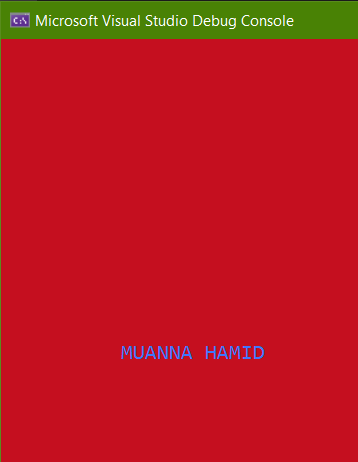 Microsoft Visual Studio Debug Console
MUANNA HAMID